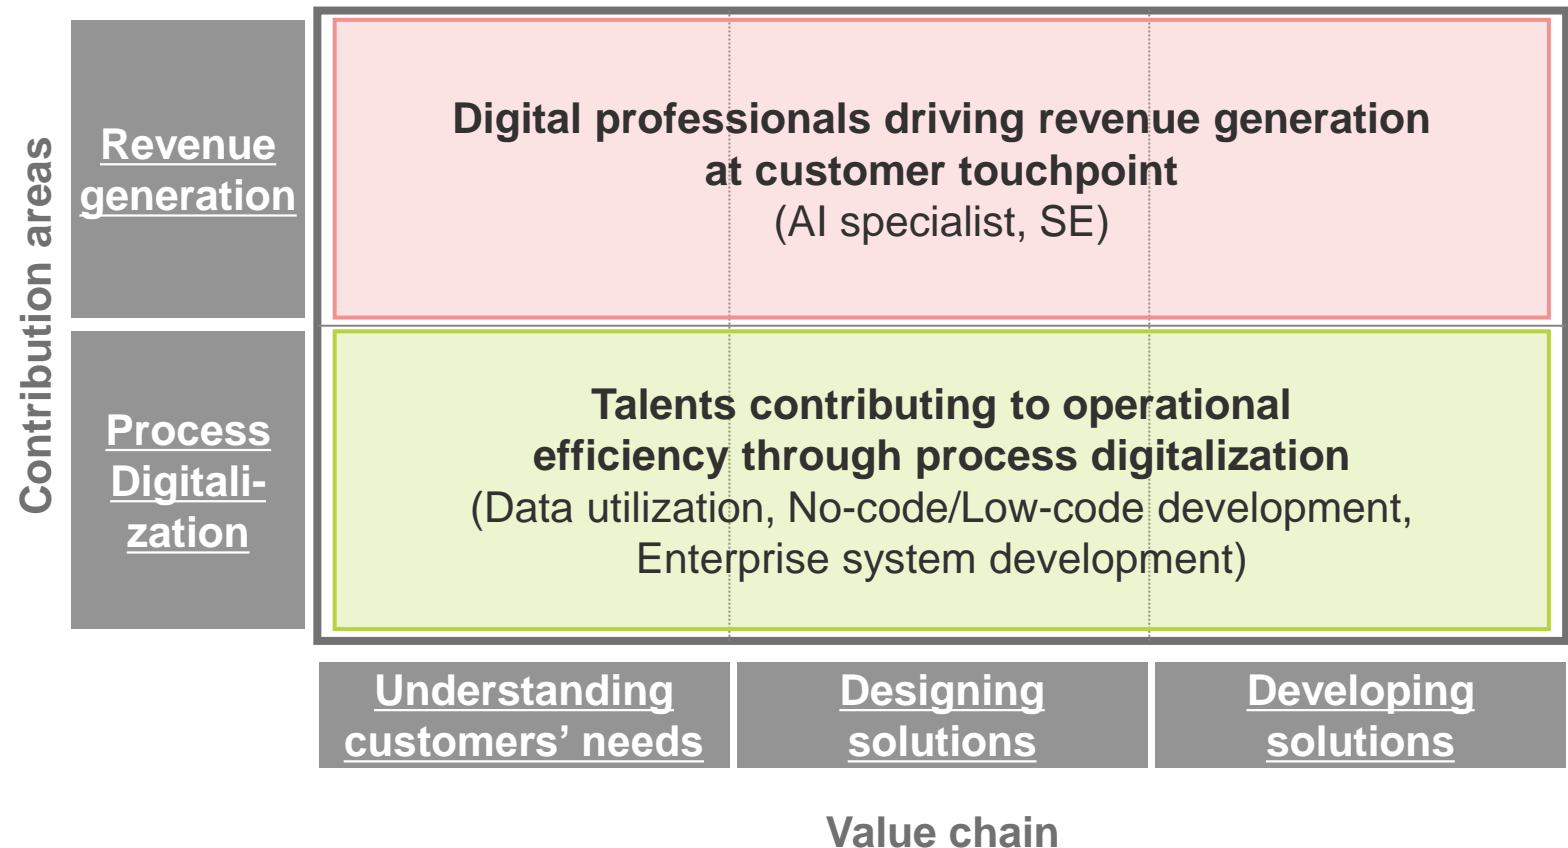 Contribution areas
Revenue
generation
Digital professionals driving revenue generation
at customer touchpoint
(AI specialist, SE)
Process
Digitali-
zation
Talents contributing to operational
efficiency through process digitalization
(Data utilization, No-code/Low-code development,
Enterprise system development)
Understanding
customers’ needs
Designing
solutions
Developing
solutions
Value chain